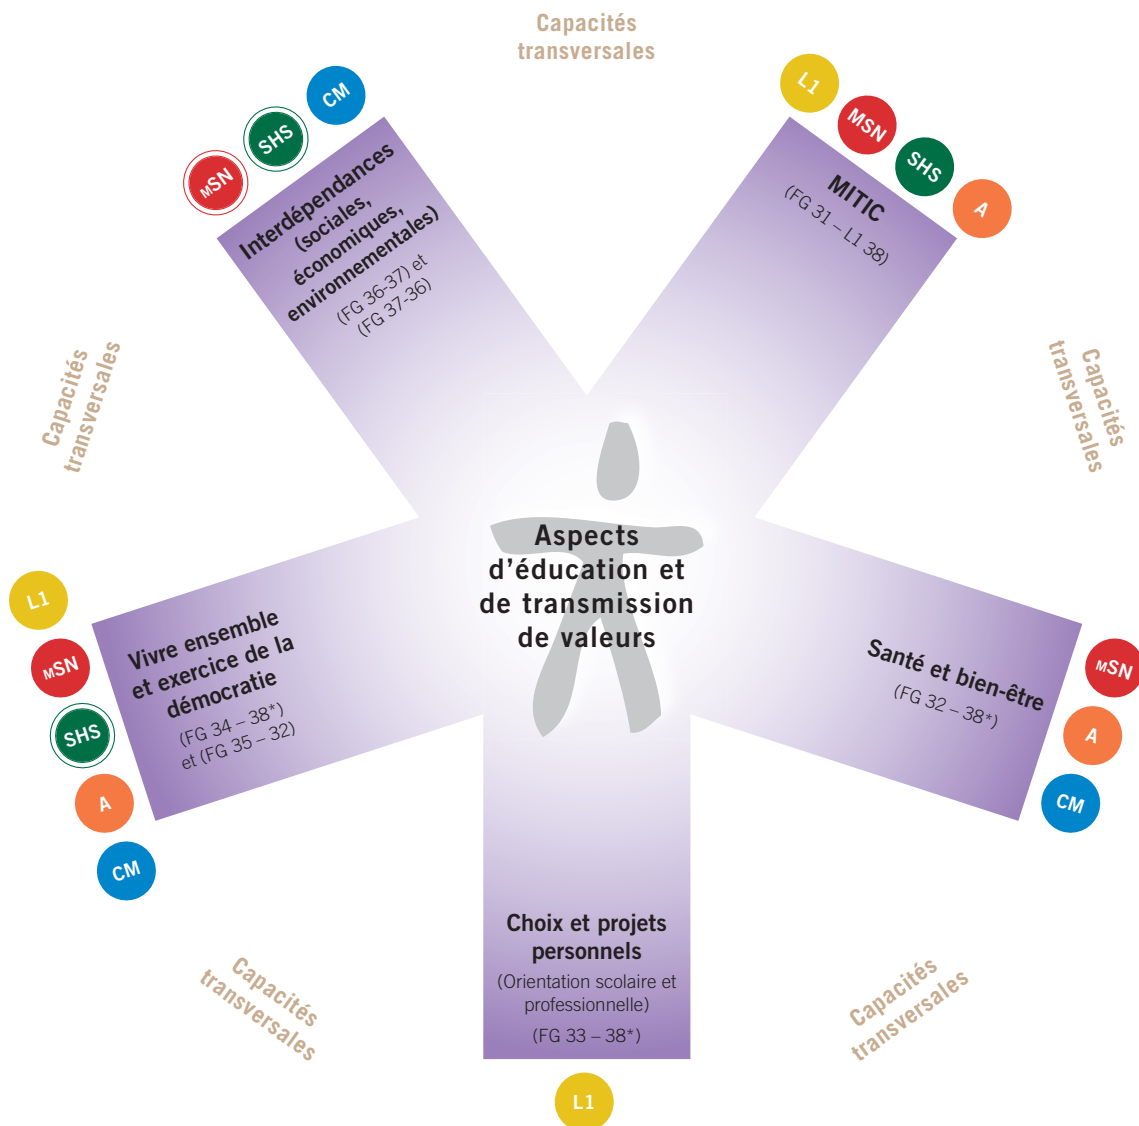 Capacités
transversales
CM
SHS
MSN
Interdépendances
(sociales,
économiques,
environnementales)
(FG 36-37) et
(FG 37-36)
L1
MSN
SHS
A
MITIC
(FG 31 – L1 38)
Capacités
transversales
Capacités
transversales
Aspects
d’éducation et
de transmission
de valeurs
L1
MSN
SHS
A
CM
Vivre ensemble
et exercice de la
démocratie
(FG 34 – 38*)
et (FG 35 – 32)
Santé et bien-être
(FG 32 – 38*)
MSN
A
CM
Choix et projets
personnels
(Orientation scolaire et
professionnelle)
(FG 33 – 38*)
L1
Capacités
transversales
Capacités
transversales